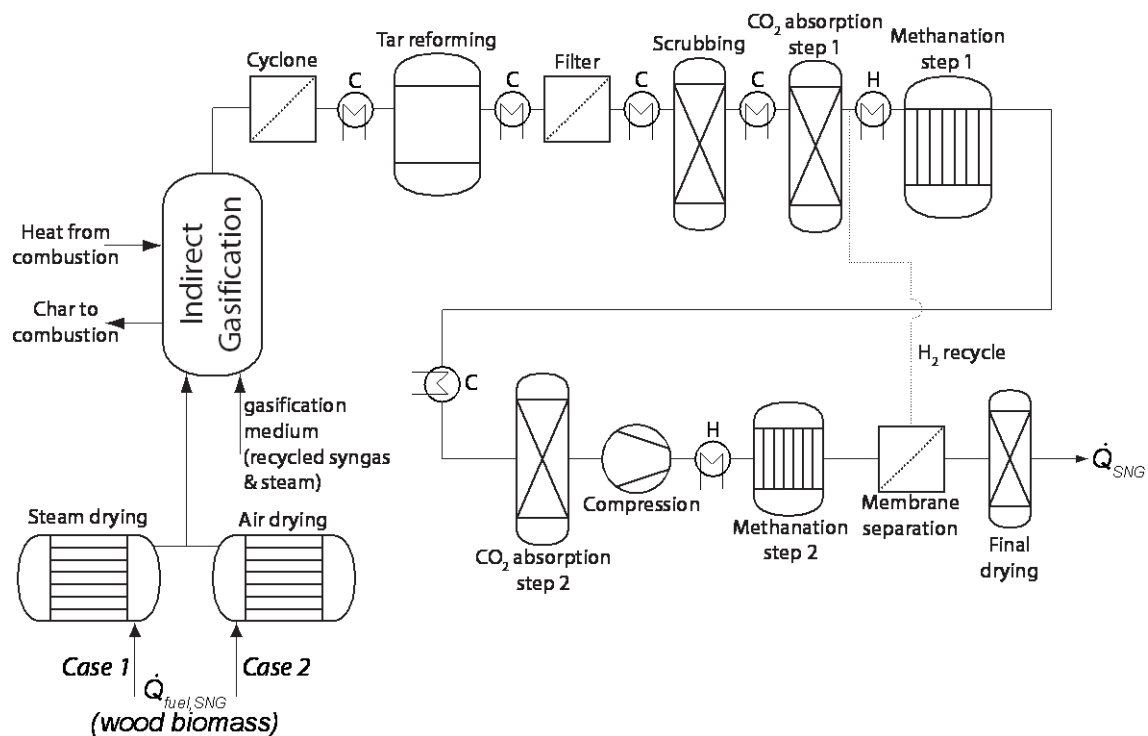 CO2 absorption
step 1
Tar reforming
Scrubbing
Methanation
step 1
Cyclone
Filter
C
C
C
C
H
Heat from
combustion
Indirect
Gasification
Char to
combustion
H2 recycle
C
gasification
medium
(recycled syngas
& steam)
H
Q̇SNG
Compression
Membrane
separation
Methanation
step 2
Steam drying
Air drying
CO2 absorption
step 2
Final
drying
Case 1
Case 2
Q̇fuel,SNG
(wood biomass)